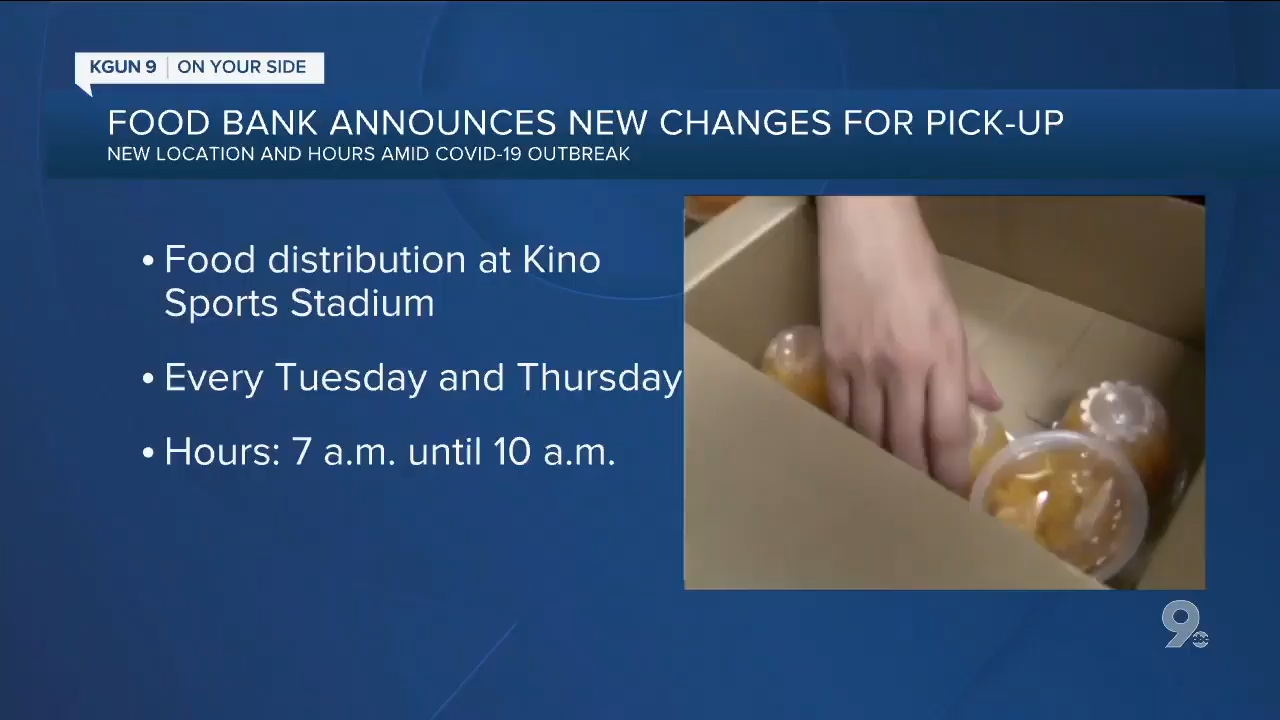 KGUN 9 | ON YOUR SIDE
FOOD BANK ANNOUNCES NEW CHANGES FOR PICK-UP
NEW LOCATION AND HOURS AMID COVID-19 OUTBREAK
• Food distribution at Kino
Sports Stadium
• Every Tuesday and Thursday
• Hours: 7 a.m. until 10 a.m.
9
abc